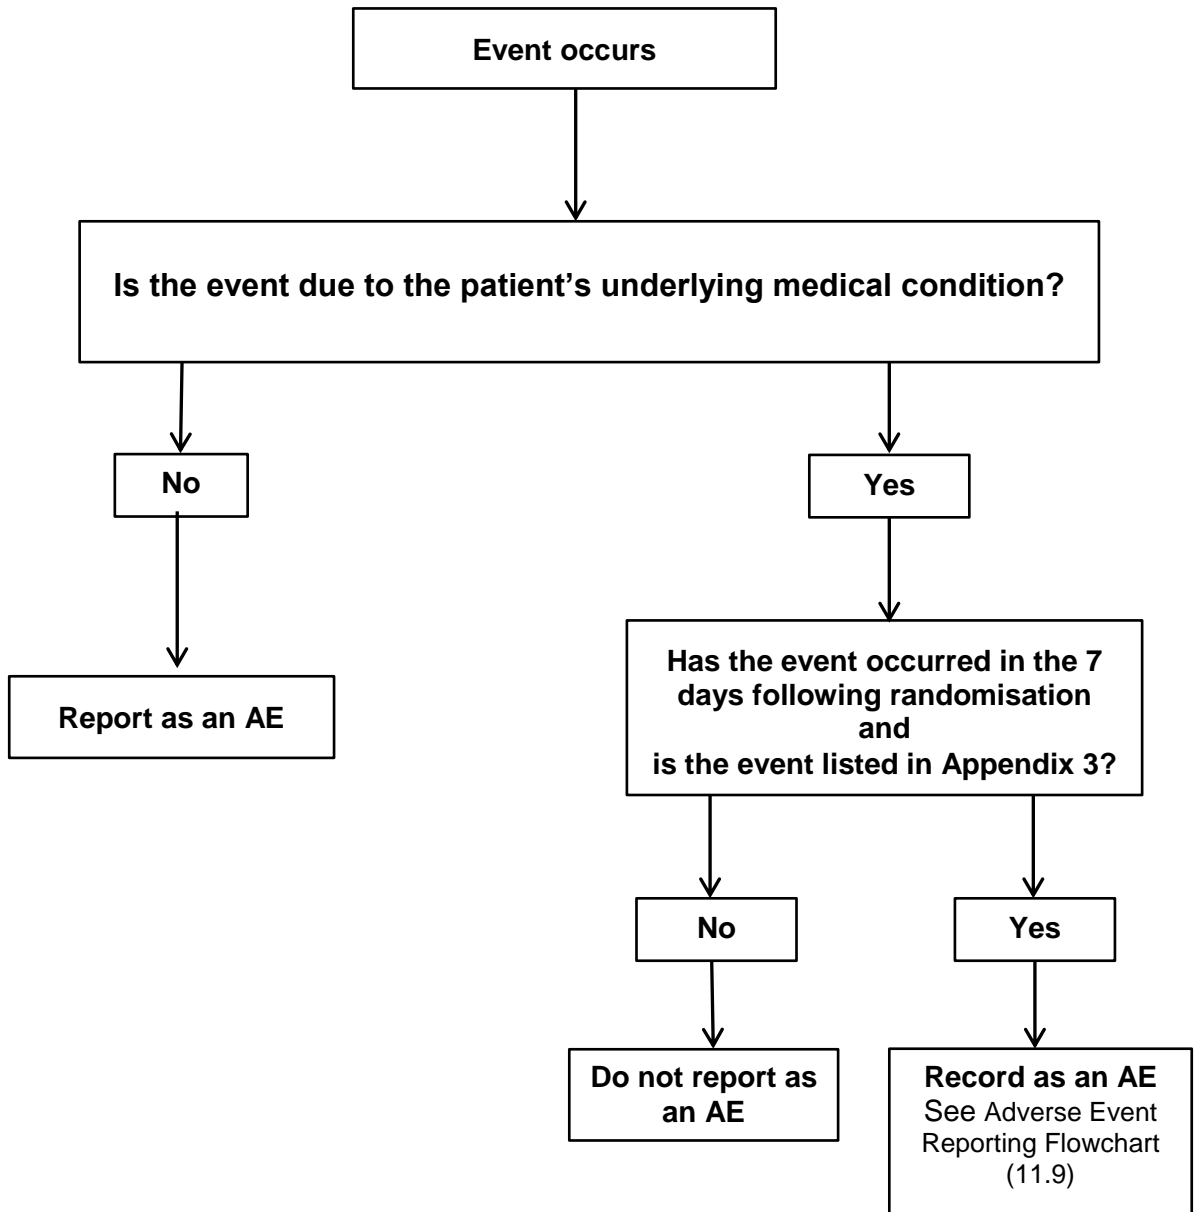 Event occurs
Is the event due to the patient’s underlying medical condition?
No
Yes
Report as an AE
Has the event occurred in the 7
days following randomisation
and
is the event listed in Appendix 3?
No
Yes
Do not report as
an AE
Record as an AE
See Adverse Event
Reporting Flowchart
(11.9)